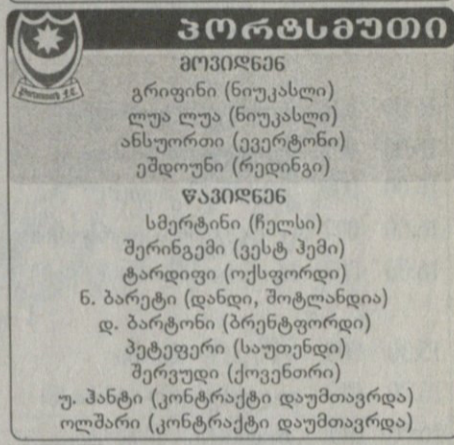 პორტსმუთი
მოვიდნენ
გრიფინი (ნიუკასლი)
ლუა ლუა (ნიუკასლი)
ანსუორთი (ევერტონი)
ეშდოუნი (რედინგი)
წავიდნენ
სმერტინი (ჩელსი)
შერინგემი (ვესტ ჰემი)
ტარდიფი (ოქსფორდი)
ნ. ბარეტი (დანდი, შოტლანდია)
დ. ბარტონი (ბრენტფორდი)
პეტეფერი (საუთენდი)
შერვუდი (ქოვენთრი)
უ. ჰანტი (კონტრაქტი დაუმთავრდა)
ოლშარი (კონტრაქტი დაუმთავრდა)